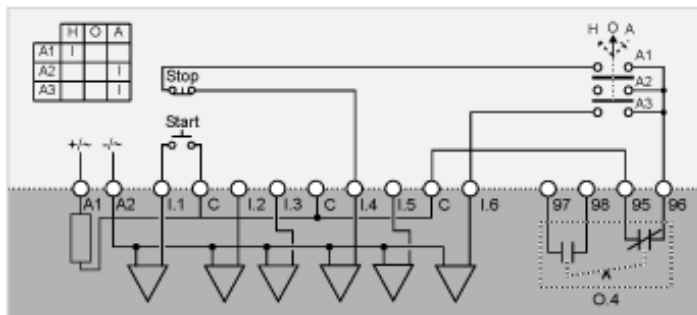 H O A
H O A
A1 I
A1
A2 I
Stop
A2
A3 I
A3
Start
+/~ -/~
A1 A2 I.1 C I.2 I.3 C I.4 I.5 C I.6 97 98 95 96
O.4